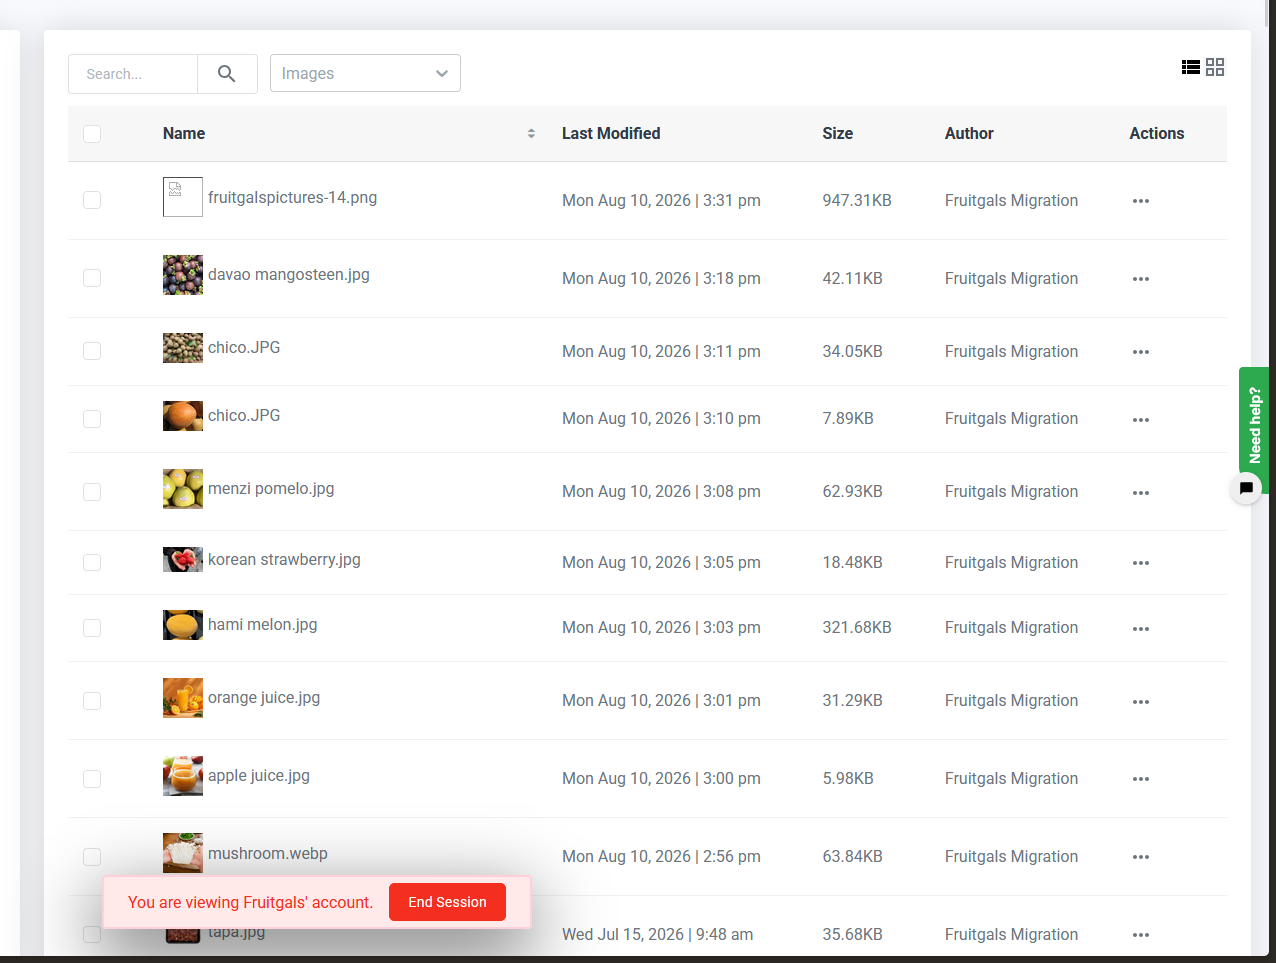 Search...
Images
Name Last Modified Size Author Actions
fruitgalspictures-14.png Mon Aug 10, 2026 | 3:31 pm 947.31KB Fruitgals Migration
davao mangosteen.jpg Mon Aug 10, 2026 | 3:18 pm 42.11KB Fruitgals Migration
chico.JPG Mon Aug 10, 2026 | 3:11 pm 34.05KB Fruitgals Migration
chico.JPG Mon Aug 10, 2026 | 3:10 pm 7.89KB Fruitgals Migration
Need help?
menzi pomelo.jpg Mon Aug 10, 2026 | 3:08 pm 62.93KB Fruitgals Migration
korean strawberry.jpg Mon Aug 10, 2026 | 3:05 pm 18.48KB Fruitgals Migration
hami melon.jpg Mon Aug 10, 2026 | 3:03 pm 321.68KB Fruitgals Migration
orange juice.jpg Mon Aug 10, 2026 | 3:01 pm 31.29KB Fruitgals Migration
apple juice.jpg Mon Aug 10, 2026 | 3:00 pm 5.98KB Fruitgals Migration
mushroom.webp Mon Aug 10, 2026 | 2:56 pm 63.84KB Fruitgals Migration
You are viewing Fruitgals' account. End Session
tapa.jpg Wed Jul 15, 2026 | 9:48 am 35.68KB Fruitgals Migration